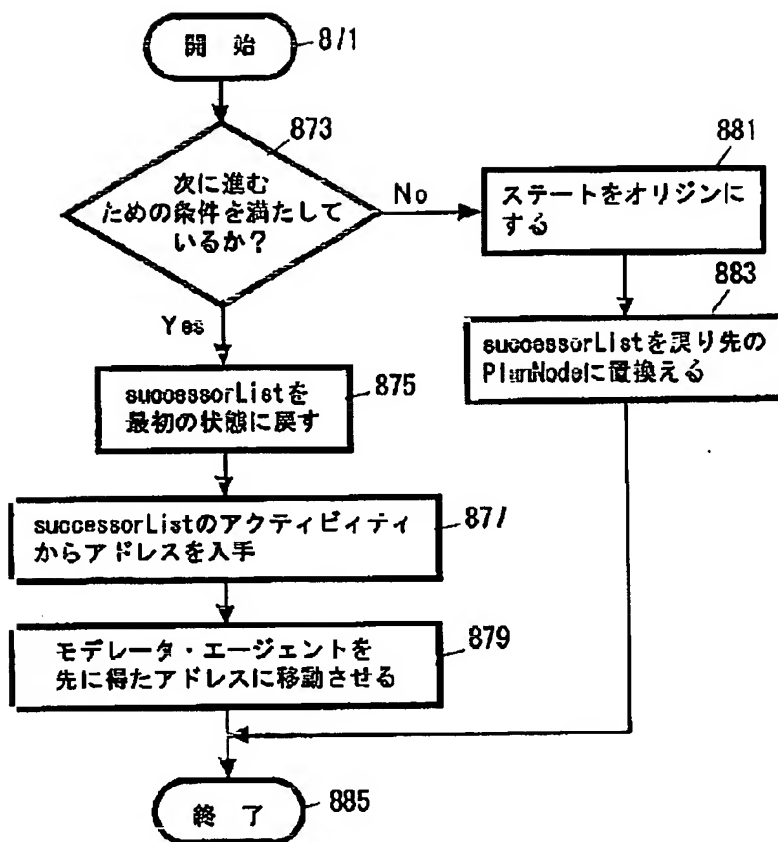 開 始
871
873
次に進む
ための条件を満たして
いるか?
No
Yes
881
ステートをオリジンに
する
883
successorListを誤り先の
PlanNodeに置換える
successorListを
最初の状態に戻す
875
successorListのアクティビィティ
からアドレスを入手
877
モデレータ・エージェントを
先に得たアドレスに移動させる
879
終 了
885